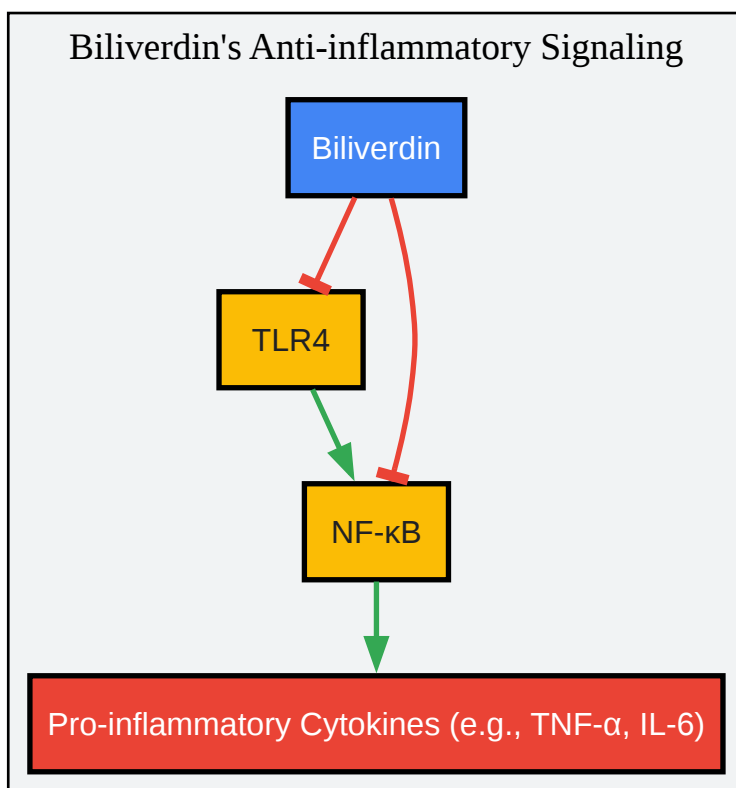 Biliverdin's Anti-inflammatory Signaling
Biliverdin
TLR4
NF-κB
Pro-inflammatory Cytokines (e.g., TNF-α, IL-6)